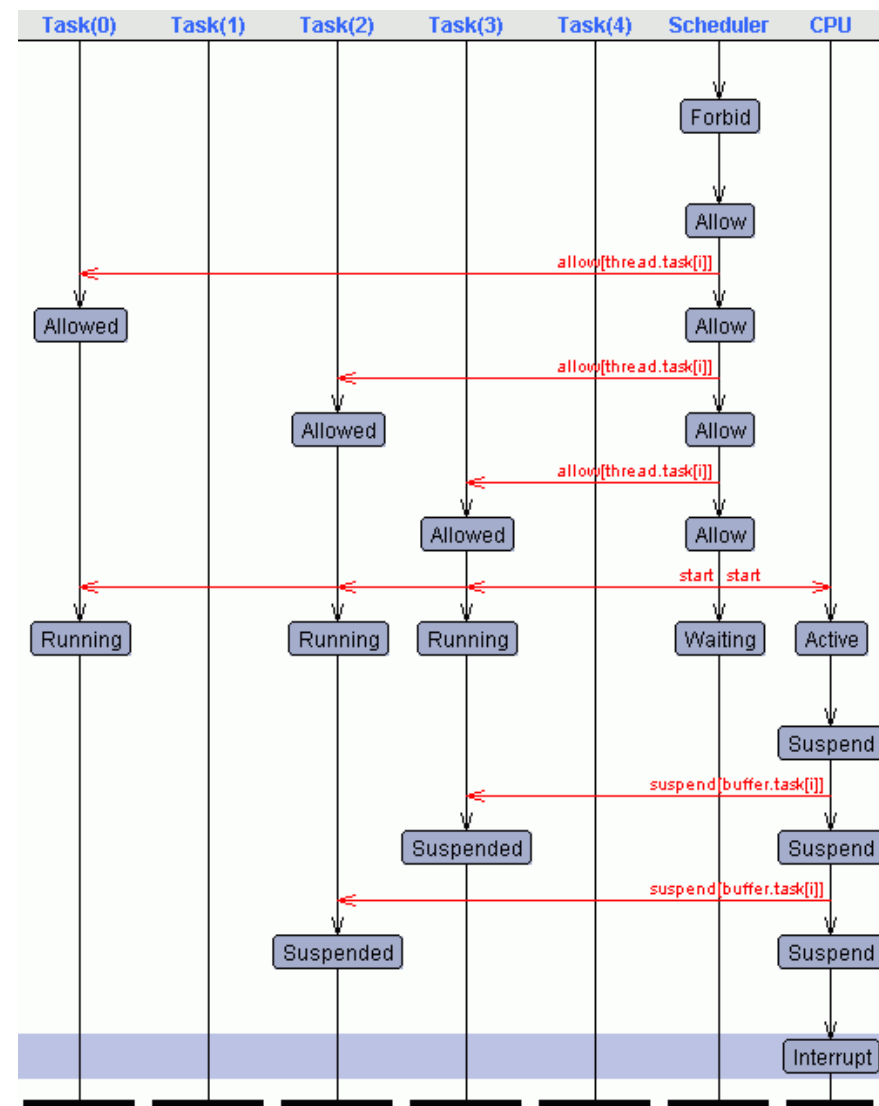 Task(0) Task(1) Task(2) Task(3) Task(4) Scheduler CPU
Forbid
Allow
allow[thread.task[i]]
Allowed Allow
allow[thread.task[i]]
Allowed Allow
allow[thread.task[i]]
Allowed Allow
start start
Running Running Running Waiting Active
Suspend
suspend[buffer.task[i]]
Suspended Suspend
suspend[buffer.task[i]]
Suspended Suspend
Interrupt